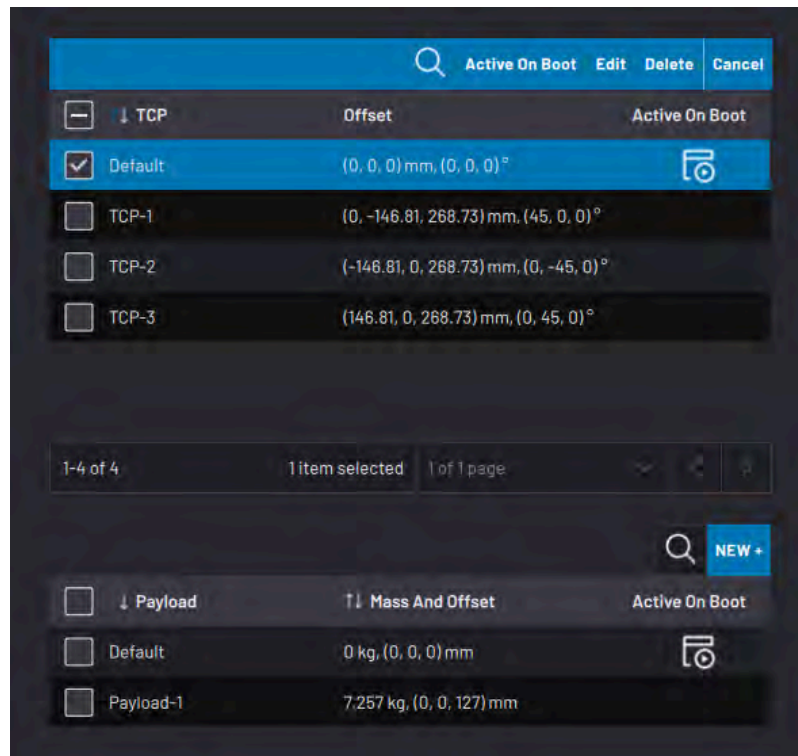 Active On Boot Edit Delete Cancel
↓ TCP Offset Active On Boot
Default (0, 0, 0) mm, (0, 0, 0)°
TCP-1 (0, -146.81, 268.73) mm, (45, 0, 0)°
TCP-2 (-146.81, 0, 268.73) mm, (0, -45, 0)°
TCP-3 (146.81, 0, 268.73) mm, (0, 45, 0)°
1-4 of 4 1 item selected 1 of 1 page
NEW +
↓ Payload ↑↓ Mass And Offset Active On Boot
Default 0 kg, (0, 0, 0) mm
Payload-1 7.257 kg, (0, 0, 127) mm